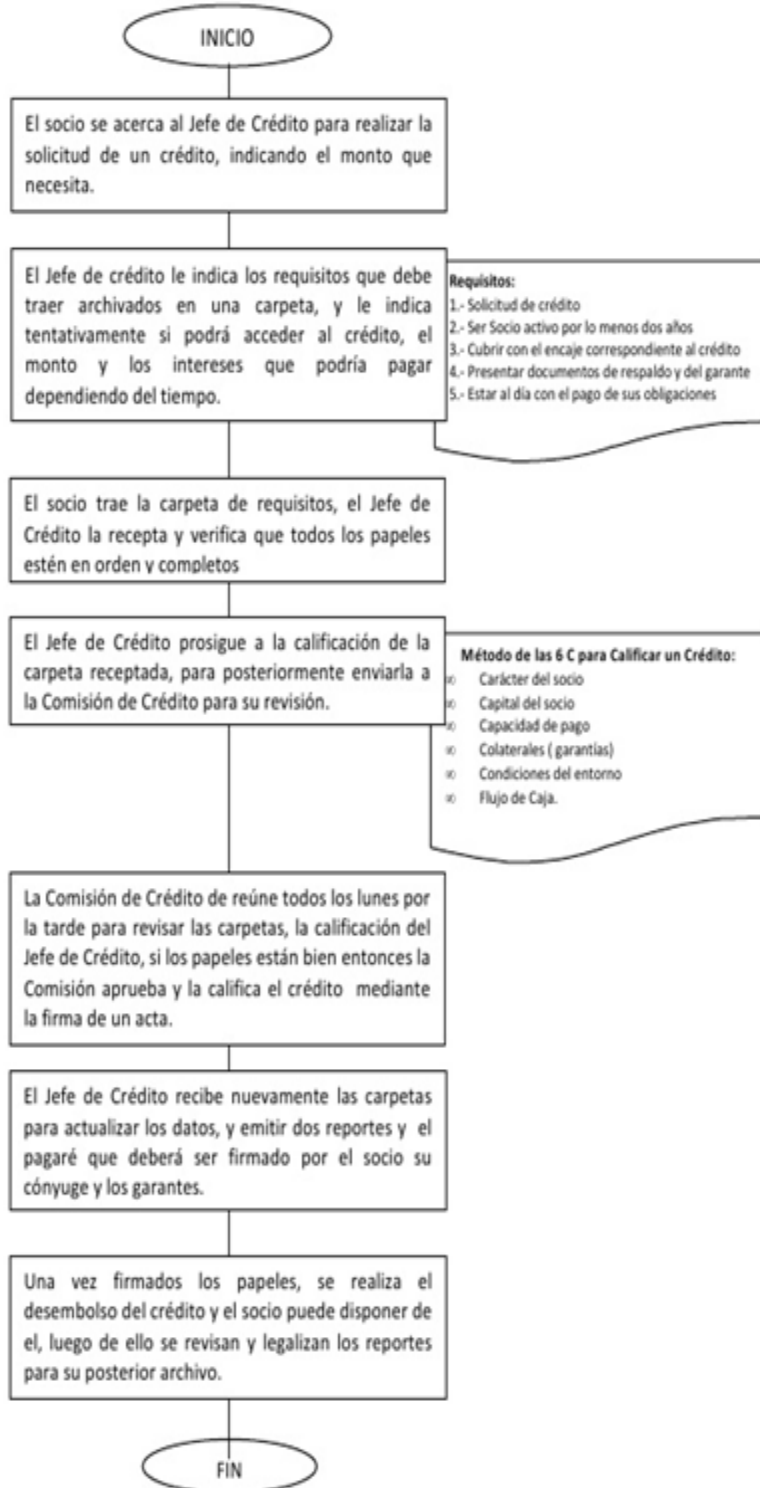 INICIO
El socio se acerca al Jefe de Crédito para realizar la
solicitud de un crédito, indicando el monto que
necesita.
El Jefe de crédito le indica los requisitos que debe
traer archivados en una carpeta, y le indica
tentativamente si podrá acceder al crédito, el
monto y los intereses que podría pagar
dependiendo del tiempo.
Requisitos:
1.- Solicitud de crédito
2.- Ser Socio activo por lo menos dos años
3.- Cubrir con el encaje correspondiente al crédito
4.- Presentar documentos de respaldo y del garante
5.- Estar al día con el pago de sus obligaciones
El socio trae la carpeta de requisitos, el Jefe de
Crédito la recepta y verifica que todos los papeles
estén en orden y completos
El Jefe de Crédito prosigue a la calificación de la
carpeta receptada, para posteriormente enviarla a
la Comisión de Crédito para su revisión.
Método de las 6 C para Calificar un Crédito:
∞ Carácter del socio
∞ Capital del socio
∞ Capacidad de pago
∞ Colaterales ( garantías)
∞ Condiciones del entorno
∞ Flujo de Caja.
La Comisión de Crédito de reúne todos los lunes por
la tarde para revisar las carpetas, la calificación del
Jefe de Crédito, si los papeles están bien entonces la
Comisión aprueba y la califica el crédito mediante
la firma de un acta.
El Jefe de Crédito recibe nuevamente las carpetas
para actualizar los datos, y emitir dos reportes y el
pagaré que deberá ser firmado por el socio su
cónyuge y los garantes.
Una vez firmados los papeles, se realiza el
desembolso del crédito y el socio puede disponer de
el, luego de ello se revisan y legalizan los reportes
para su posterior archivo.
FIN